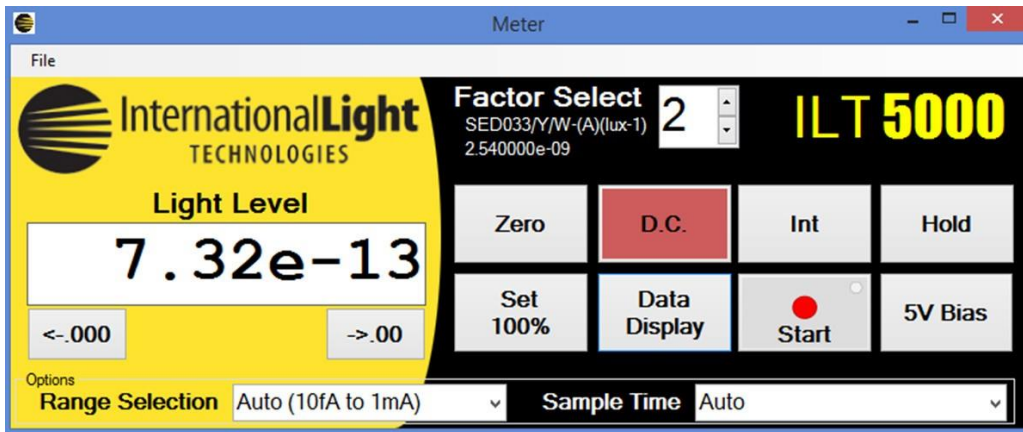 Meter
File
InternationalLight
TECHNOLOGIES
Factor Select
SED033/Y/W-(A)(lux-1)
2.540000e-09
2
ILT 5000
Light Level
7.32e-13
<-.000
->.00
Zero
D.C.
Int
Hold
Set
100%
Data
Display
Start
5V Bias
Options
Range Selection
Auto (10fA to 1mA)
Sample Time
Auto